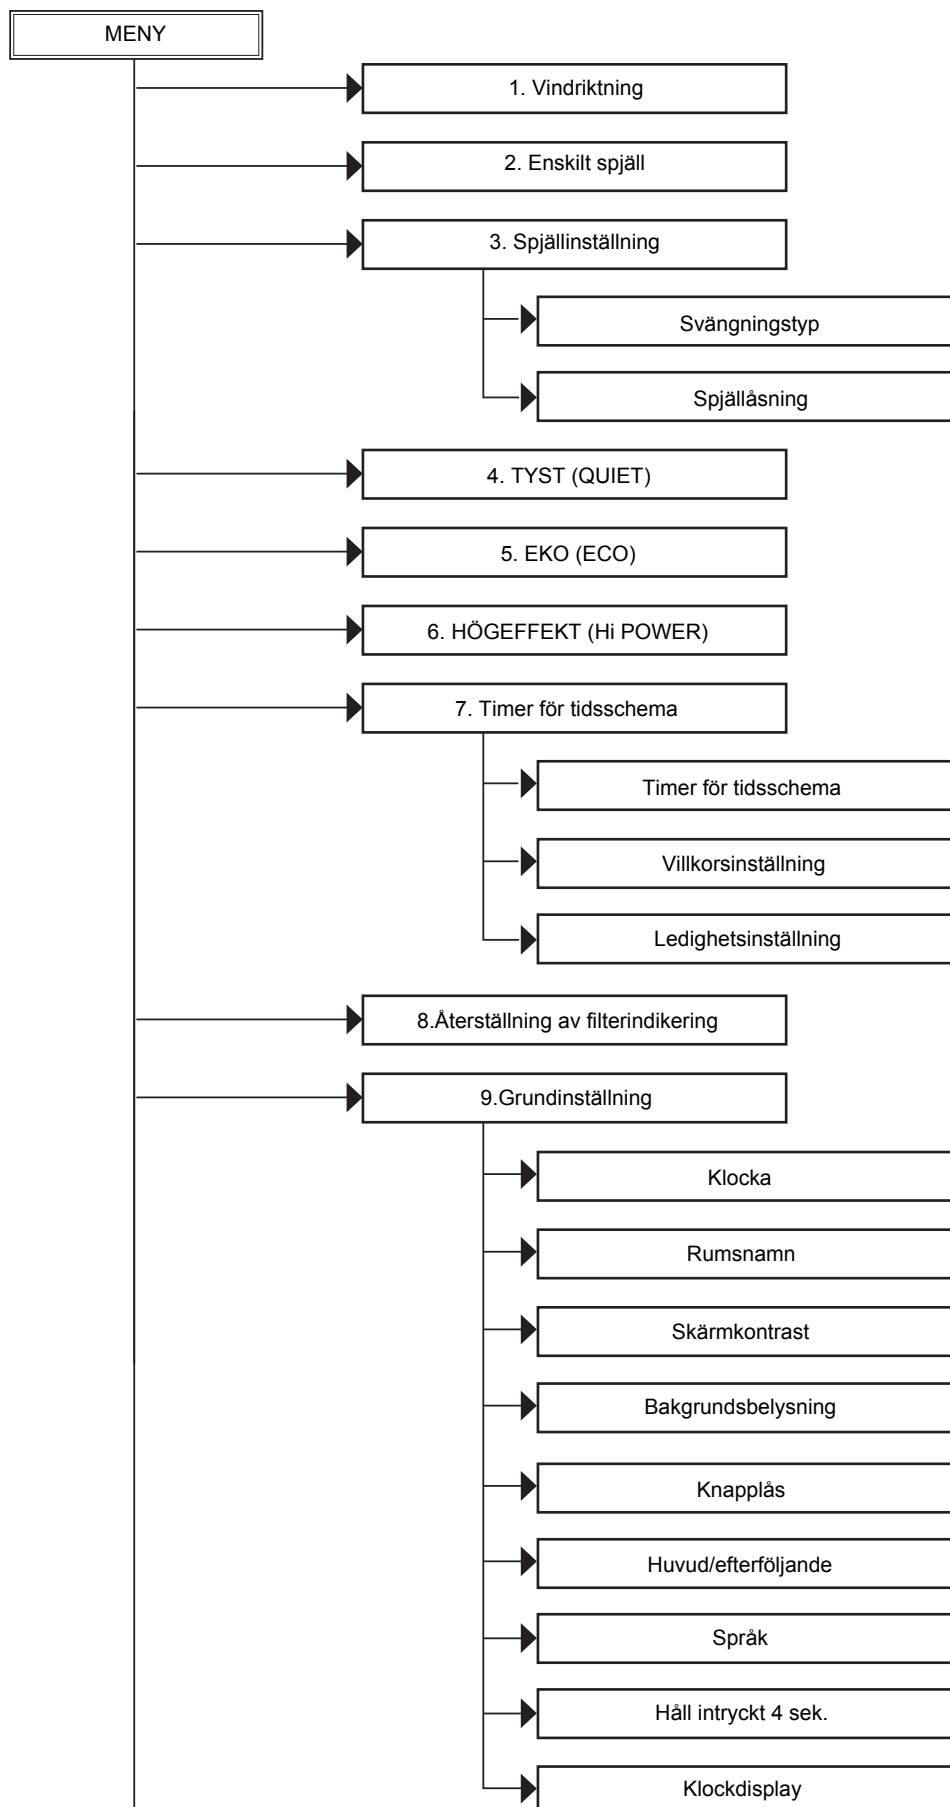 MENY
1. Vindriktning
2. Enskilt spjäll
3. Spjällinställning
Svängningstyp
Spjällåsning
4. TYST (QUIET)
5. EKO (ECO)
6. HÖGEFFEKT (Hi POWER)
7. Timer för tidsschema
Timer för tidsschema
Villkorsinställning
Ledighetsinställning
8.Återställning av filterindikering
9.Grundinställning
Klocka
Rumsnamn
Skärmkontrast
Bakgrundsbelysning
Knapplås
Huvud/efterföljande
Språk
Håll intryckt 4 sek.
Klockdisplay